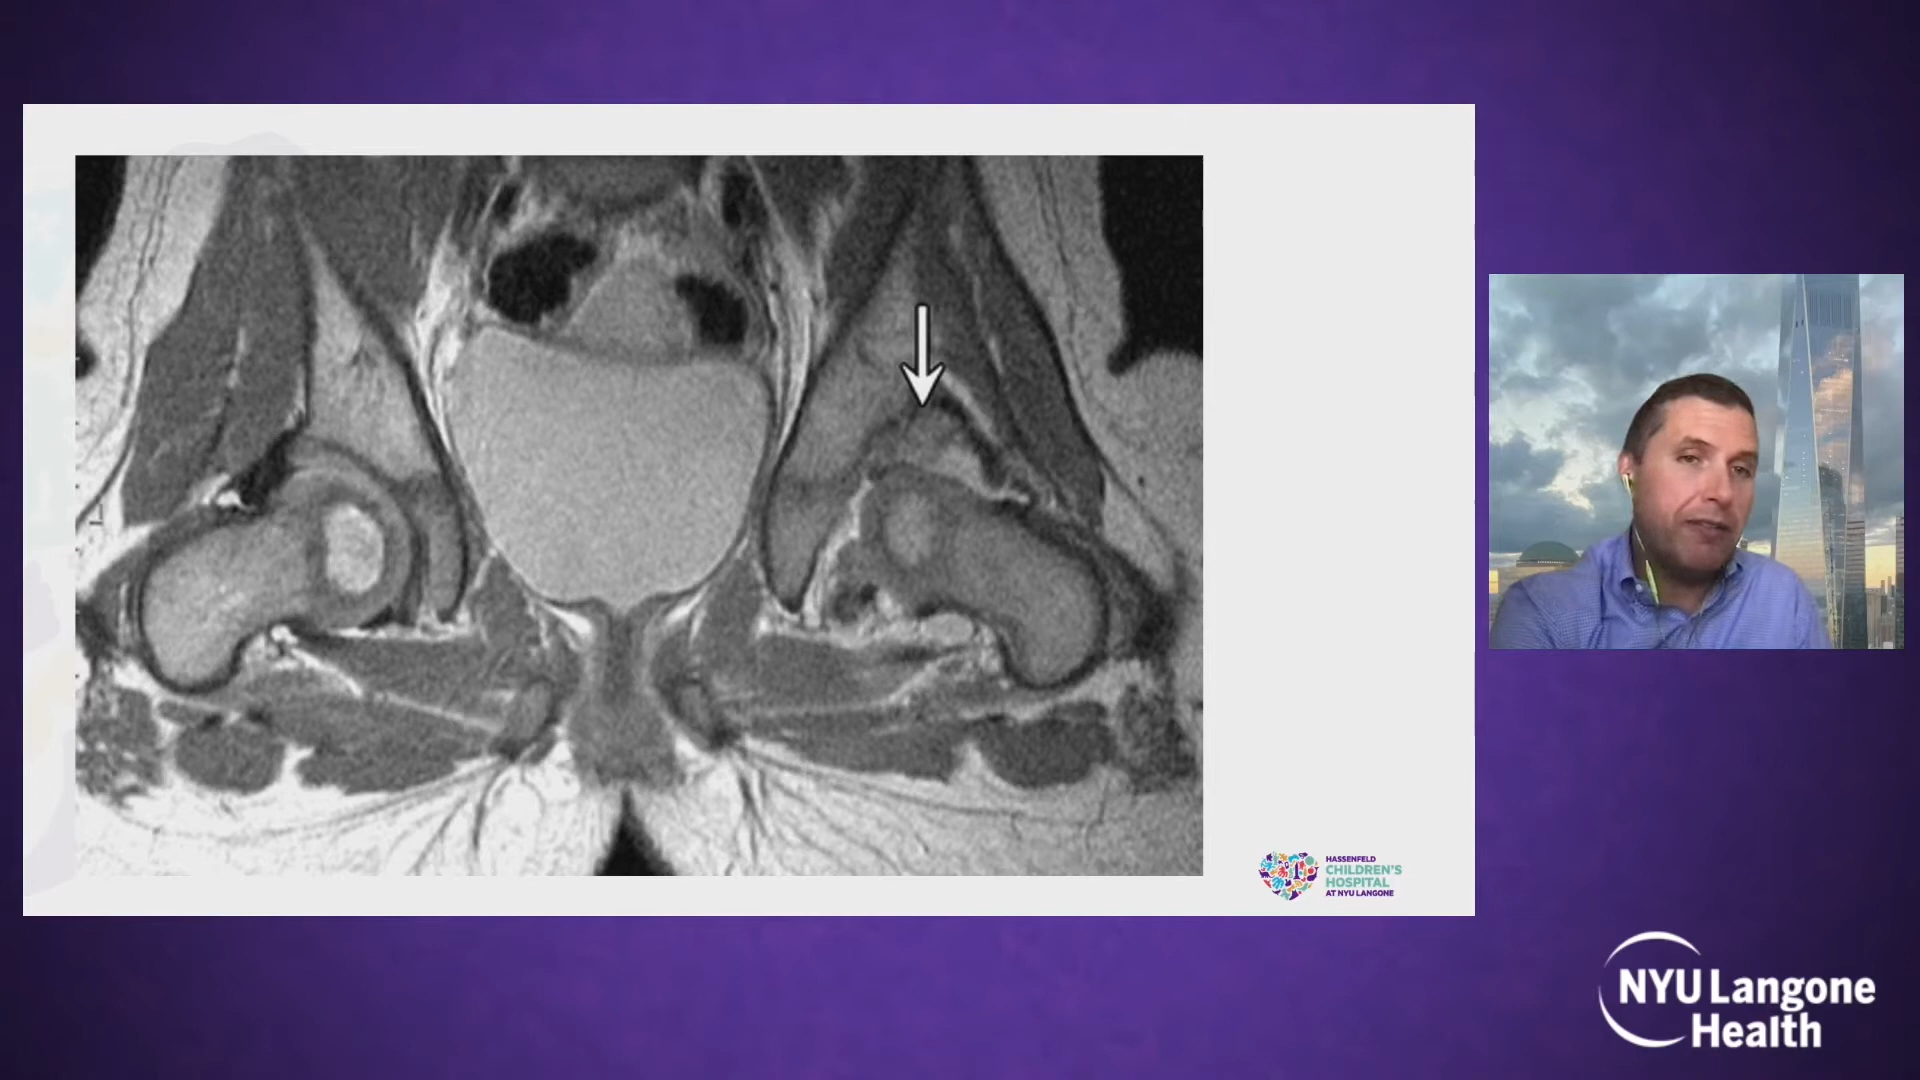 HASSENFELD
CHILDREN'S
HOSPITAL
AT NYU LANGONE
NYU Langone
Health